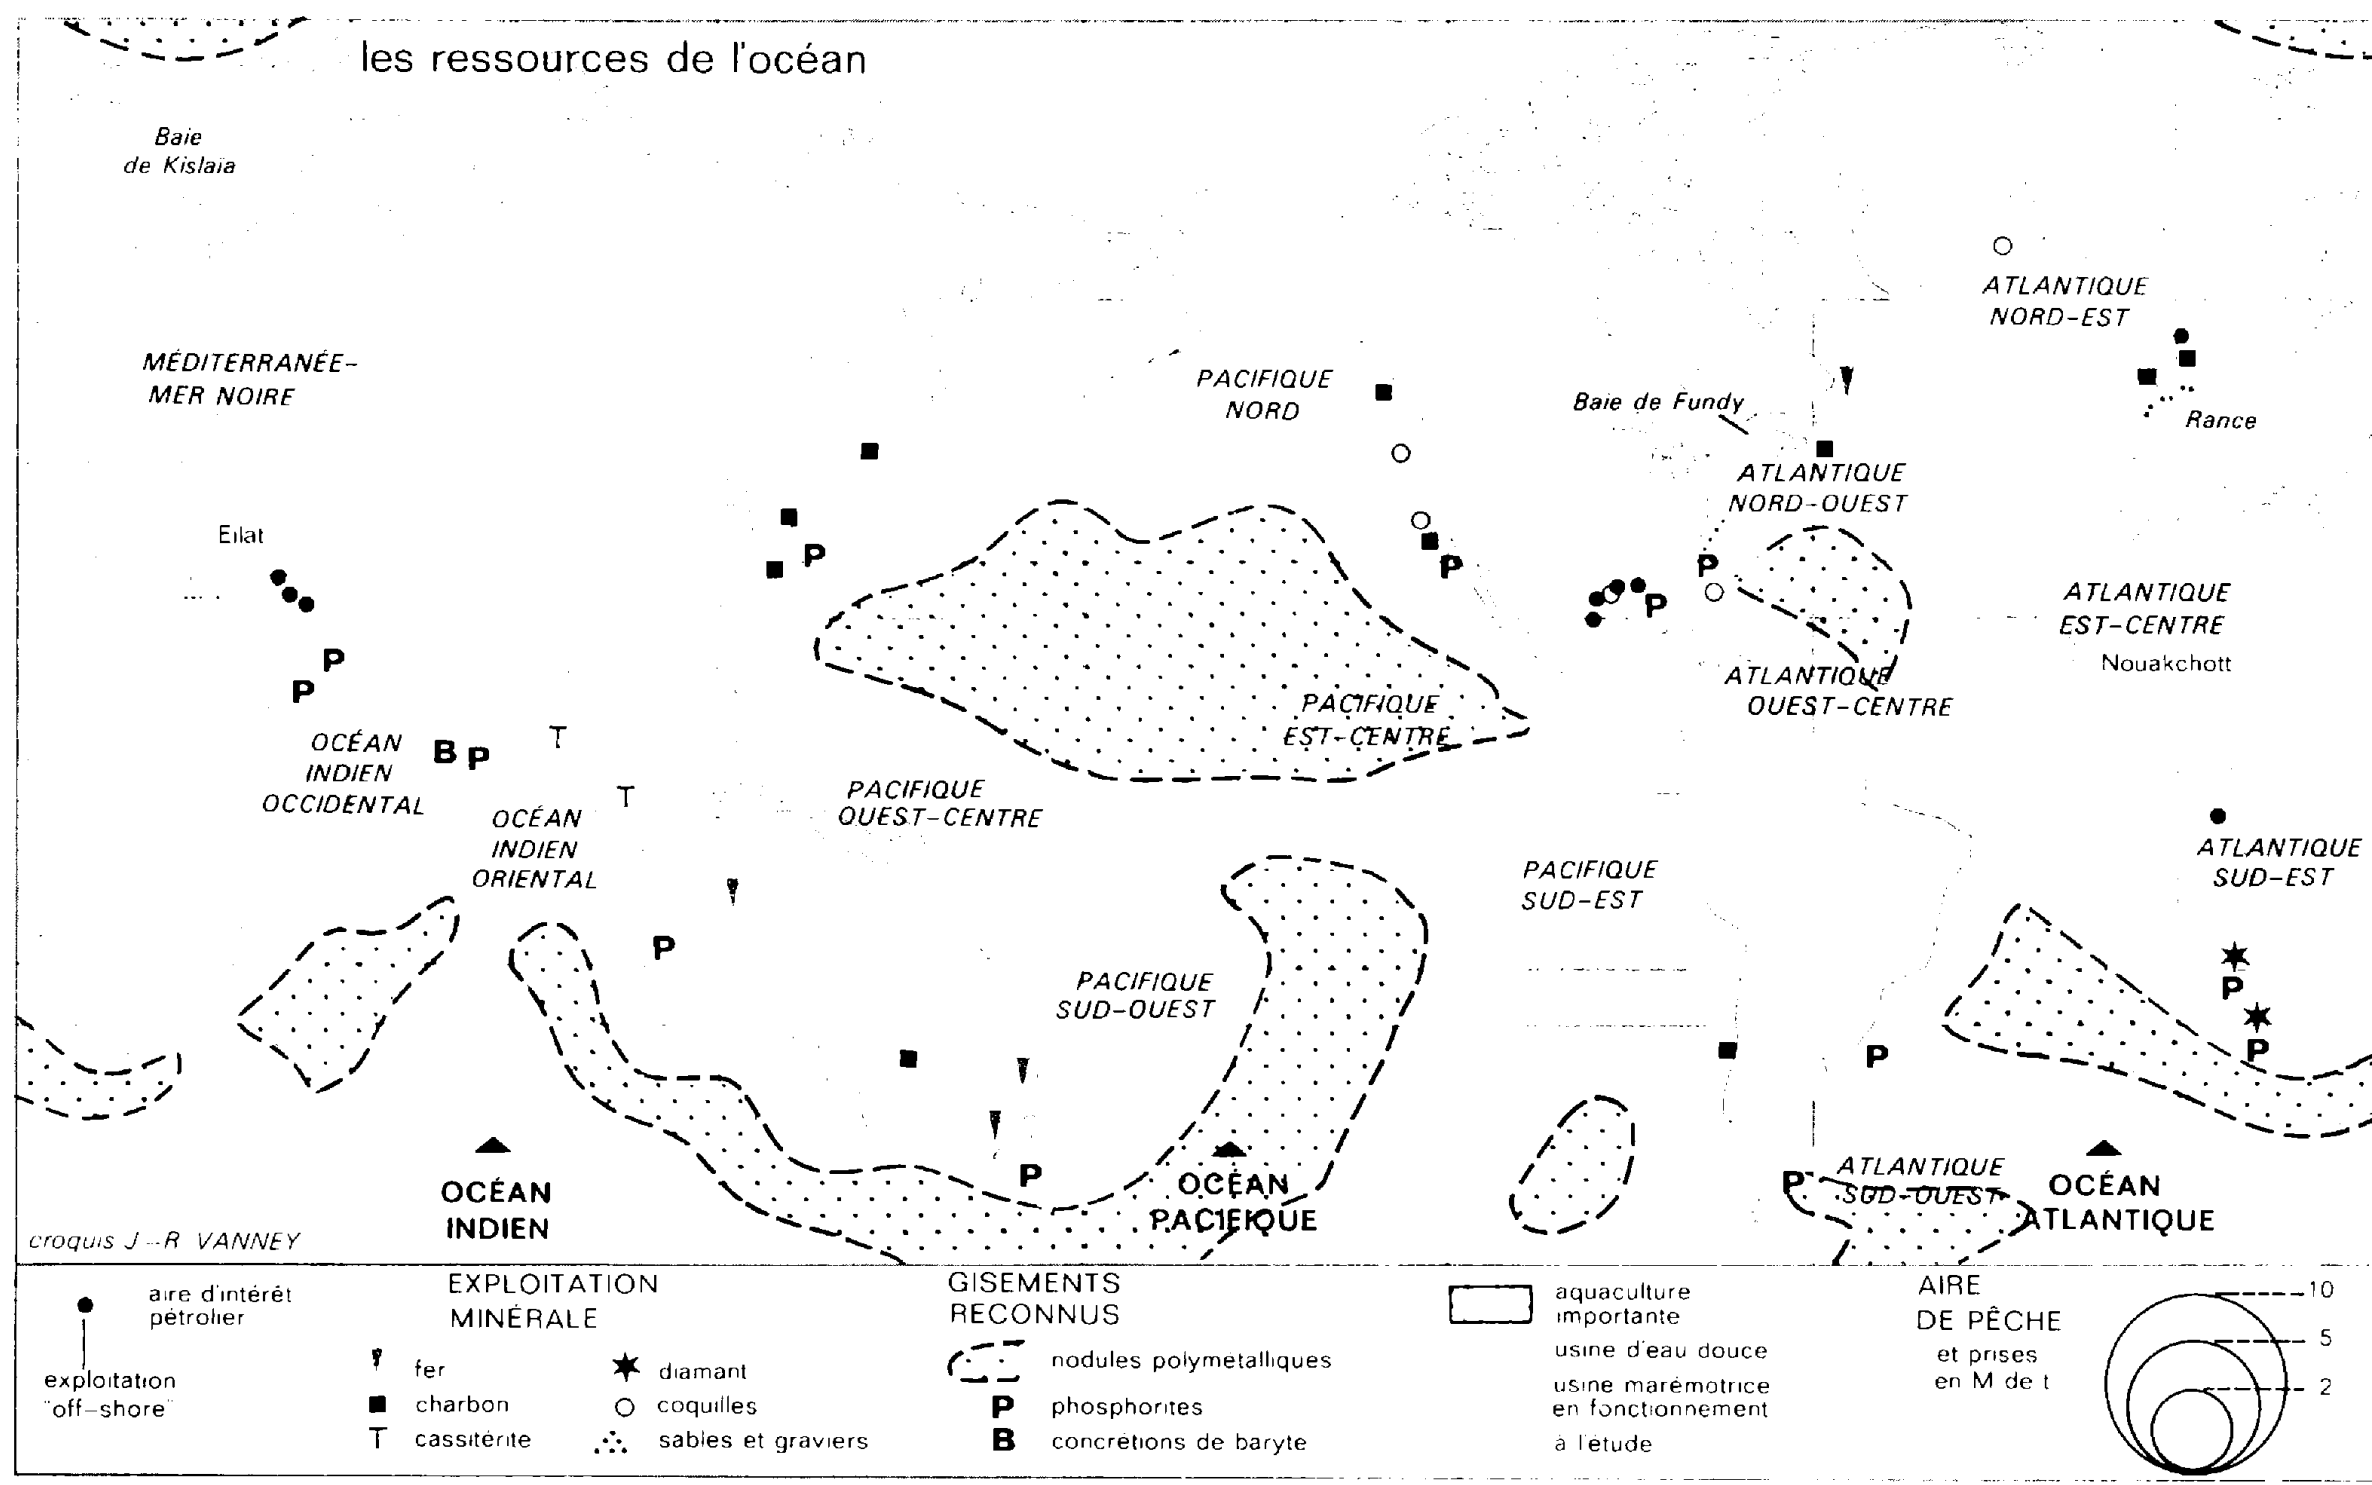 les ressources de l'océan
Baie
de Kislaïa
ATLANTIQUE
NORD-EST
MÉDITERRANÉE-
MER NOIRE
PACIFIQUE
NORD
Baie de Fundy
Rance
ATLANTIQUE
NORD-OUEST
Eilat
P
P
P
P
ATLANTIQUE
EST-CENTRE
Nouakchott
P
P
ATLANTIQUE
OUEST-CENTRE
PACIFIQUE
EST-CENTRE
OCÉAN
INDIEN
OCCIDENTAL
B P
T
T
OCÉAN
INDIEN
ORIENTAL
PACIFIQUE
OUEST-CENTRE
PACIFIQUE
SUD-EST
ATLANTIQUE
SUD-EST
P
PACIFIQUE
SUD-OUEST
P
P
P
P
P
ATLANTIQUE
SUD-OUEST
OCÉAN
INDIEN
OCÉAN
PACIFIQUE
OCÉAN
ATLANTIQUE
croquis J-R VANNEY
aire d'intérêt
pétrolier
exploitation
"off-shore"
EXPLOITATION
MINÉRALE
fer
charbon
T cassitérite
diamant
coquilles
sables et graviers
GISEMENTS
RECONNUS
nodules polymétalliques
P phosphorites
B concrétions de baryte
aquaculture
importante
usine d'eau douce
usine marémotrice
en fonctionnement
à l'étude
AIRE
DE PÊCHE
et prises
en M de t
10
5
2